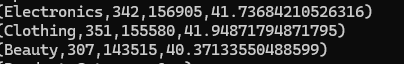 (Electronics,342,156905,41.73684210526316)
(Clothing,351,155580,41.94871794871795)
(Beauty,307,143515,40.37133550488599)